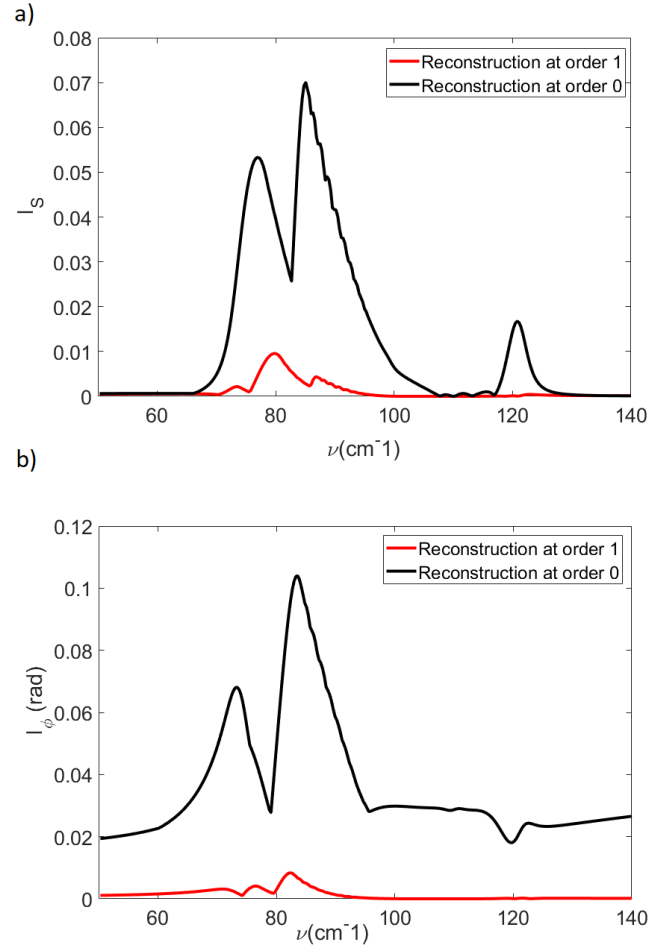 a)
0.08
0.07
0.06
0.05
0.04
0.03
0.02
0.01
0
I_S
Reconstruction at order 1
Reconstruction at order 0
60 80 100 120 140
ν(cm⁻1)
b)
0.12
0.1
0.08
0.06
0.04
0.02
0
I_ϕ (rad)
Reconstruction at order 1
Reconstruction at order 0
60 80 100 120 140
ν(cm⁻1)